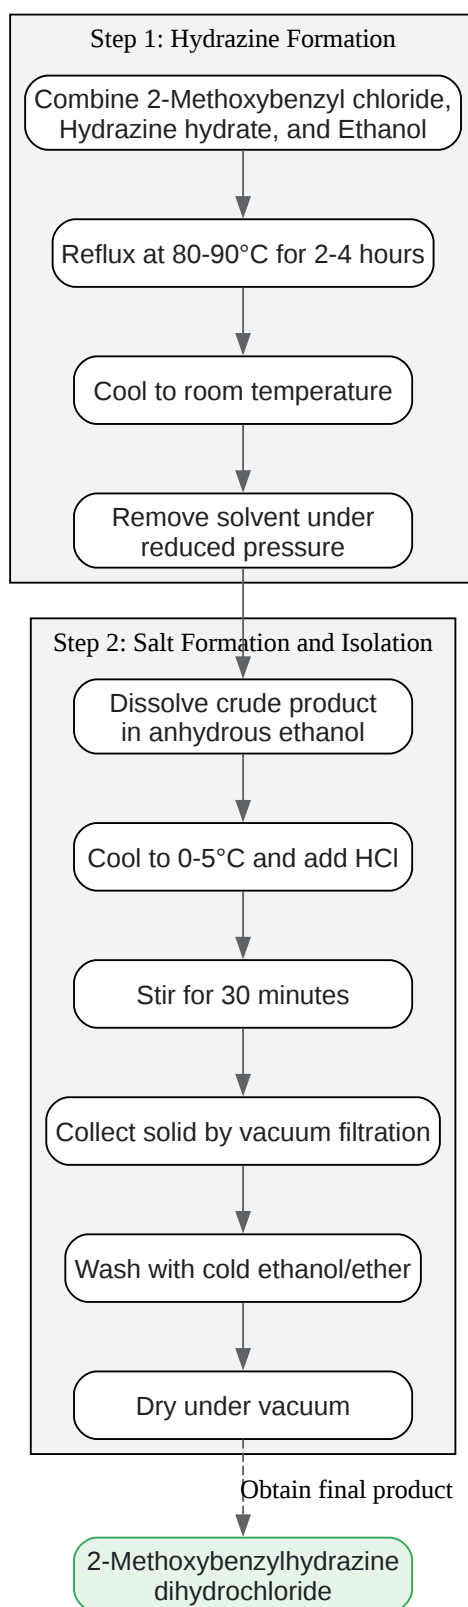 Step 1: Hydrazine Formation
Combine 2-Methoxybenzyl chloride,
Hydrazine hydrate, and Ethanol
Reflux at 80-90°C for 2-4 hours
Cool to room temperature
Remove solvent under
reduced pressure
Step 2: Salt Formation and Isolation
Dissolve crude product
in anhydrous ethanol
Cool to 0-5°C and add HCl
Stir for 30 minutes
Collect solid by vacuum filtration
Wash with cold ethanol/ether
Dry under vacuum
Obtain final product
2-Methoxybenzylhydrazine
dihydrochloride